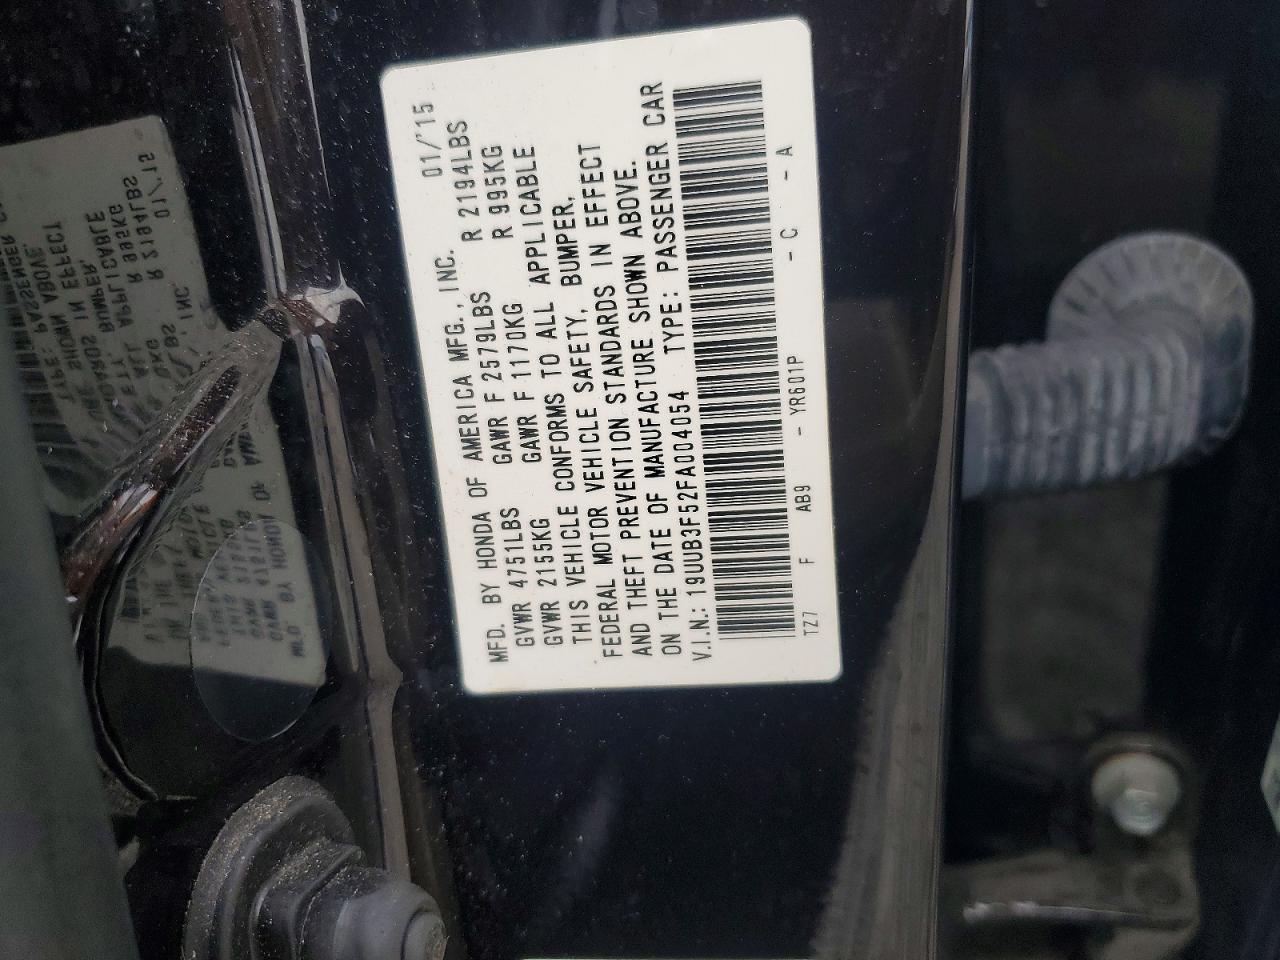 MFD. BY HONDA OF AMERICA MFG., INC. 01/'15
GVWR 4751LBS GAWR F 2579LBS R 2194LBS
GVWR 2155KG GAWR F 1170KG R 995KG
THIS VEHICLE CONFORMS TO ALL APPLICABLE
FEDERAL MOTOR VEHICLE SAFETY, BUMPER,
AND THEFT PREVENTION STANDARDS IN EFFECT
ON THE DATE OF MANUFACTURE SHOWN ABOVE.
V.I.N.: 19UUB3F52FA004054 TYPE: PASSENGER CAR
TZ7 F AB9 - YR601P - C - A